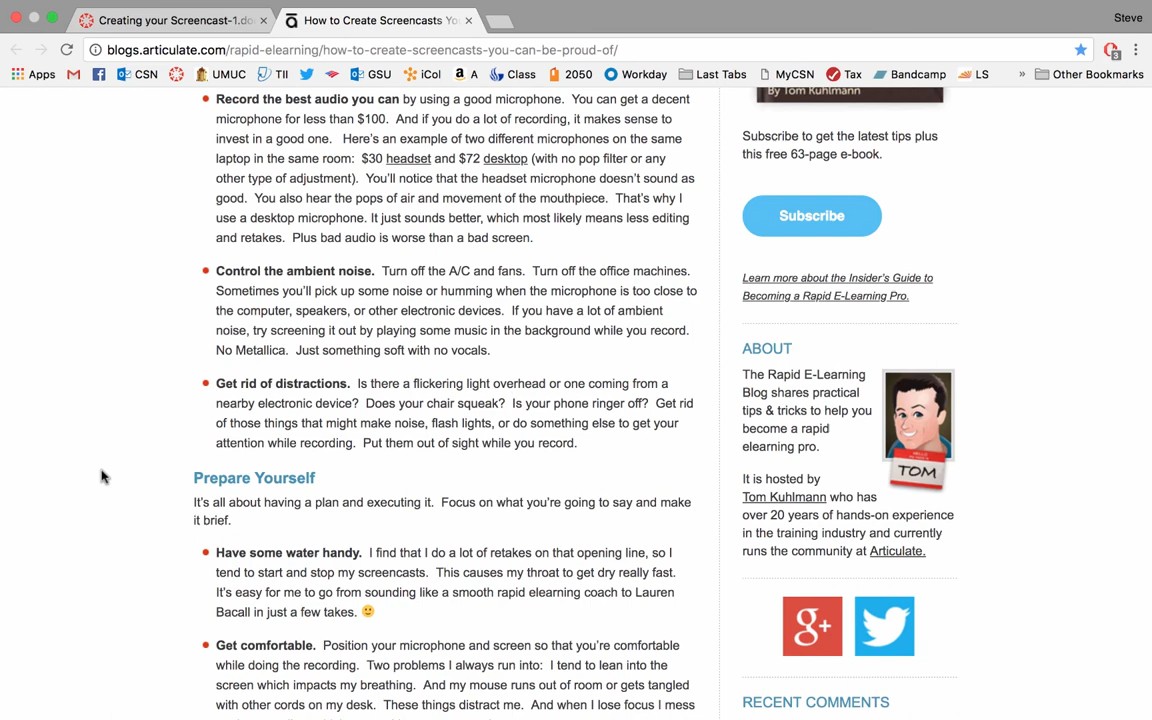 Creating your Screencast-1.do
How to Create Screencasts Yo
Steve
blogs.articulate.com/rapid-elearning/how-to-create-screencasts-you-can-be-proud-of/
Apps
CSN
UMUC
TII
GSU
iCol
a A
Class
2050
Workday
Last Tabs
MyCSN
Tax
Bandcamp
LS
»
Other Bookmarks
Record the best audio you can by using a good microphone. You can get a decent
microphone for less than $100. And if you do a lot of recording, it makes sense to
invest in a good one. Here's an example of two different microphones on the same
laptop in the same room: $30 headset and $72 desktop (with no pop filter or any
other type of adjustment). You'll notice that the headset microphone doesn't sound as
good. You also hear the pops of air and movement of the mouthpiece. That's why I
use a desktop microphone. It just sounds better, which most likely means less editing
and retakes. Plus bad audio is worse than a bad screen.
Control the ambient noise. Turn off the A/C and fans. Turn off the office machines.
Sometimes you'll pick up some noise or humming when the microphone is too close to
the computer, speakers, or other electronic devices. If you have a lot of ambient
noise, try screening it out by playing some music in the background while you record.
No Metallica. Just something soft with no vocals.
Get rid of distractions. Is there a flickering light overhead or one coming from a
nearby electronic device? Does your chair squeak? Is your phone ringer off? Get rid
of those things that might make noise, flash lights, or do something else to get your
attention while recording. Put them out of sight while you record.
Prepare Yourself
It's all about having a plan and executing it. Focus on what you're going to say and make
it brief.
Have some water handy. I find that I do a lot of retakes on that opening line, so I
tend to start and stop my screencasts. This causes my throat to get dry really fast.
It's easy for me to go from sounding like a smooth rapid elearning coach to Lauren
Bacall in just a few takes. 🙂
Get comfortable. Position your microphone and screen so that you're comfortable
while doing the recording. Two problems I always run into: I tend to lean into the
screen which impacts my breathing. And my mouse runs out of room or gets tangled
with other cords on my desk. These things distract me. And when I lose focus I mess
By Tom Kuhlmann
Subscribe to get the latest tips plus
this free 63-page e-book.
Subscribe
Learn more about the Insider's Guide to
Becoming a Rapid E-Learning Pro.
ABOUT
The Rapid E-Learning
Blog shares practical
tips & tricks to help you
become a rapid
elearning pro.
HELLO
TOM
It is hosted by
Tom Kuhlmann who has
over 20 years of hands-on experience
in the training industry and currently
runs the community at Articulate.
g+
RECENT COMMENTS